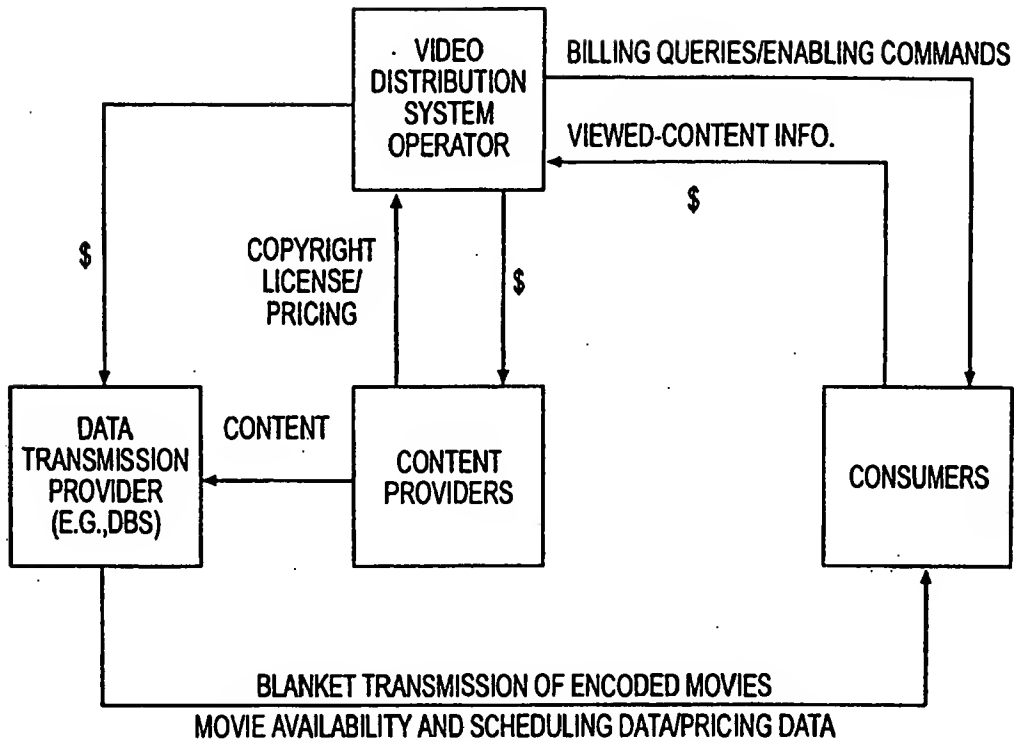 VIDEO
DISTRIBUTION
SYSTEM
OPERATOR
BILLING QUERIES/ENABLING COMMANDS
VIEWED-CONTENT INFO.
$
$
COPYRIGHT
LICENSE/
PRICING
$
DATA
TRANSMISSION
PROVIDER
(E.G.,DBS)
CONTENT
CONTENT
PROVIDERS
CONSUMERS
BLANKET TRANSMISSION OF ENCODED MOVIES
MOVIE AVAILABILITY AND SCHEDULING DATA/PRICING DATA